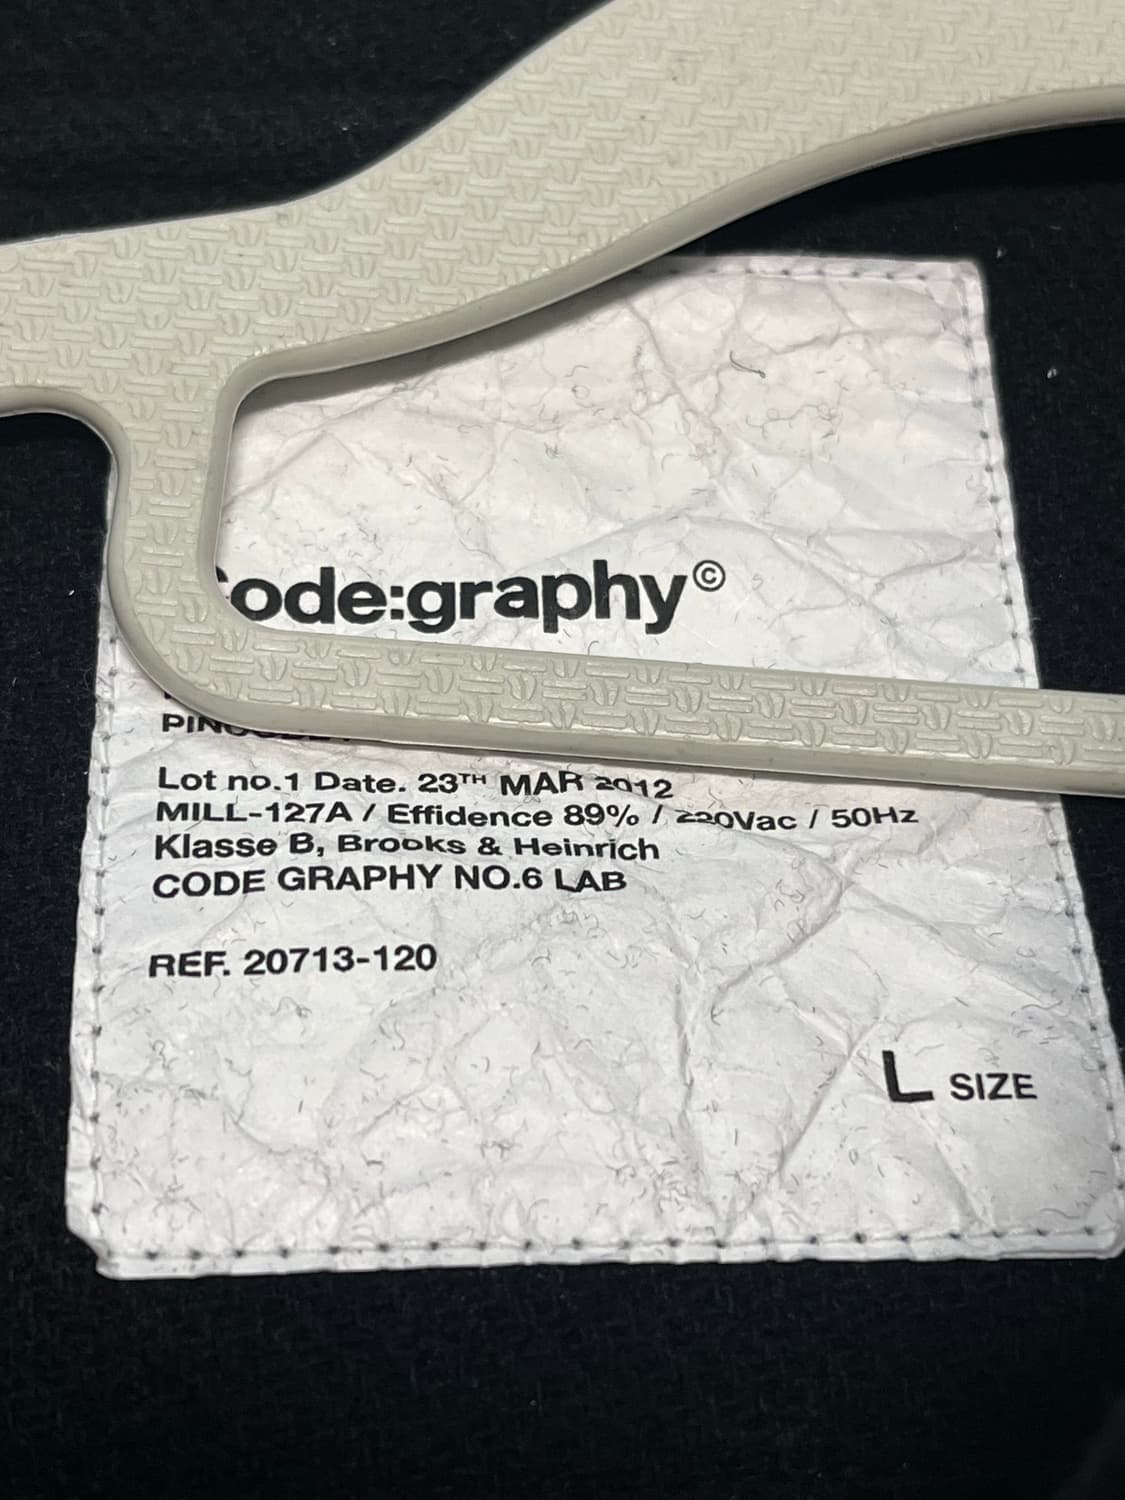 ode:graphy©
Lot no.1 Date. 23TH MAR 2012
MILL-127A / Effidence 89% / 220Vac / 50Hz
Klasse B, Brooks & Heinrich
CODE GRAPHY NO.6 LAB
REF. 20713-120
L SIZE